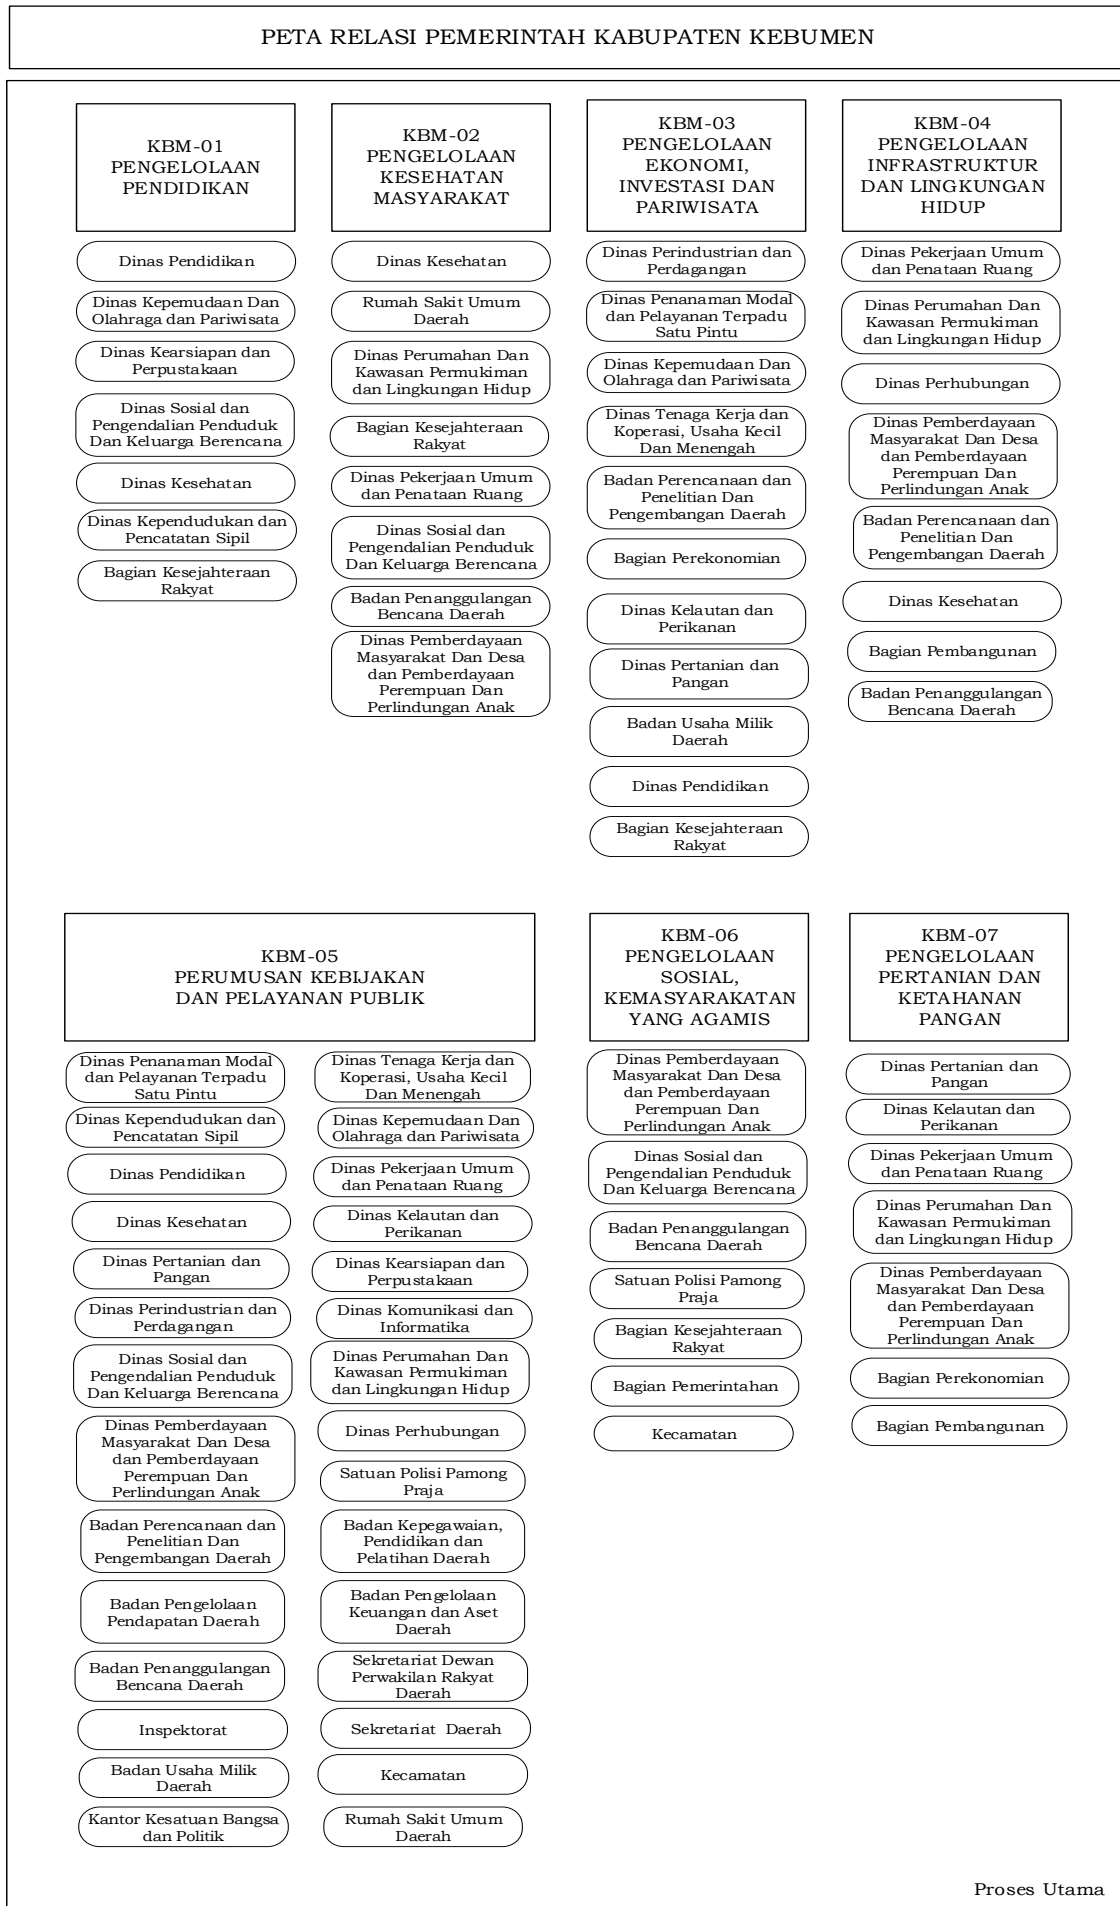 PETA RELASI PEMERINTAH KABUPATEN KEBUMEN
KBM-01
PENGELOLAAN
PENDIDIKAN
Dinas Pendidikan
Dinas Kepemudaan Dan
Olahraga dan Pariwisata
Dinas Kearsiapan dan
Perpustakaan
Dinas Sosial dan
Pengendalian Penduduk
Dan Keluarga Berencana
Dinas Kesehatan
Dinas Kependudukan dan
Pencatatan Sipil
Bagian Kesejahteraan
Rakyat
KBM-02
PENGELOLAAN
KESEHATAN
MASYARAKAT
Dinas Kesehatan
Rumah Sakit Umum
Daerah
Dinas Perumahan Dan
Kawasan Permukiman
dan Lingkungan Hidup
Bagian Kesejahteraan
Rakyat
Dinas Pekerjaan Umum
dan Penataan Ruang
Dinas Sosial dan
Pengendalian Penduduk
Dan Keluarga Berencana
Badan Penanggulangan
Bencana Daerah
Dinas Pemberdayaan
Masyarakat Dan Desa
dan Pemberdayaan
Perempuan Dan
Perlindungan Anak
KBM-03
PENGELOLAAN
EKONOMI,
INVESTASI DAN
PARIWISATA
Dinas Perindustrian dan
Perdagangan
Dinas Penanaman Modal
dan Pelayanan Terpadu
Satu Pintu
Dinas Kepemudaan Dan
Olahraga dan Pariwisata
Dinas Tenaga Kerja dan
Koperasi, Usaha Kecil
Dan Menengah
Badan Perencanaan dan
Penelitian Dan
Pengembangan Daerah
Bagian Perekonomian
Dinas Kelautan dan
Perikanan
Dinas Pertanian dan
Pangan
Badan Usaha Milik
Daerah
Dinas Pendidikan
Bagian Kesejahteraan
Rakyat
KBM-04
PENGELOLAAN
INFRASTRUKTUR
DAN LINGKUNGAN
HIDUP
Dinas Pekerjaan Umum
dan Penataan Ruang
Dinas Perumahan Dan
Kawasan Permukiman
dan Lingkungan Hidup
Dinas Perhubungan
Dinas Pemberdayaan
Masyarakat Dan Desa
dan Pemberdayaan
Perempuan Dan
Perlindungan Anak
Badan Perencanaan dan
Penelitian Dan
Pengembangan Daerah
Dinas Kesehatan
Bagian Pembangunan
Badan Penanggulangan
Bencana Daerah
KBM-05
PERUMUSAN KEBIJAKAN
DAN PELAYANAN PUBLIK
Dinas Penanaman Modal
dan Pelayanan Terpadu
Satu Pintu
Dinas Kependudukan dan
Pencatatan Sipil
Dinas Pendidikan
Dinas Kesehatan
Dinas Pertanian dan
Pangan
Dinas Perindustrian dan
Perdagangan
Dinas Sosial dan
Pengendalian Penduduk
Dan Keluarga Berencana
Dinas Pemberdayaan
Masyarakat Dan Desa
dan Pemberdayaan
Perempuan Dan
Perlindungan Anak
Badan Perencanaan dan
Penelitian Dan
Pengembangan Daerah
Badan Pengelolaan
Pendapatan Daerah
Badan Penanggulangan
Bencana Daerah
Inspektorat
Badan Usaha Milik
Daerah
Kantor Kesatuan Bangsa
dan Politik
Dinas Tenaga Kerja dan
Koperasi, Usaha Kecil
Dan Menengah
Dinas Kepemudaan Dan
Olahraga dan Pariwisata
Dinas Pekerjaan Umum
dan Penataan Ruang
Dinas Kelautan dan
Perikanan
Dinas Kearsiapan dan
Perpustakaan
Dinas Komunikasi dan
Informatika
Dinas Perumahan Dan
Kawasan Permukiman
dan Lingkungan Hidup
Dinas Perhubungan
Satuan Polisi Pamong
Praja
Badan Kepegawaian,
Pendidikan dan
Pelatihan Daerah
Badan Pengelolaan
Keuangan dan Aset
Daerah
Sekretariat Dewan
Perwakilan Rakyat
Daerah
Sekretariat Daerah
Kecamatan
Rumah Sakit Umum
Daerah
KBM-06
PENGELOLAAN
SOSIAL,
KEMASYARAKATAN
YANG AGAMIS
Dinas Pemberdayaan
Masyarakat Dan Desa
dan Pemberdayaan
Perempuan Dan
Perlindungan Anak
Dinas Sosial dan
Pengendalian Penduduk
Dan Keluarga Berencana
Badan Penanggulangan
Bencana Daerah
Satuan Polisi Pamong
Praja
Bagian Kesejahteraan
Rakyat
Bagian Pemerintahan
Kecamatan
KBM-07
PENGELOLAAN
PERTANIAN DAN
KETAHANAN
PANGAN
Dinas Pertanian dan
Pangan
Dinas Kelautan dan
Perikanan
Dinas Pekerjaan Umum
dan Penataan Ruang
Dinas Perumahan Dan
Kawasan Permukiman
dan Lingkungan Hidup
Dinas Pemberdayaan
Masyarakat Dan Desa
dan Pemberdayaan
Perempuan Dan
Perlindungan Anak
Bagian Perekonomian
Bagian Pembangunan
Proses Utama